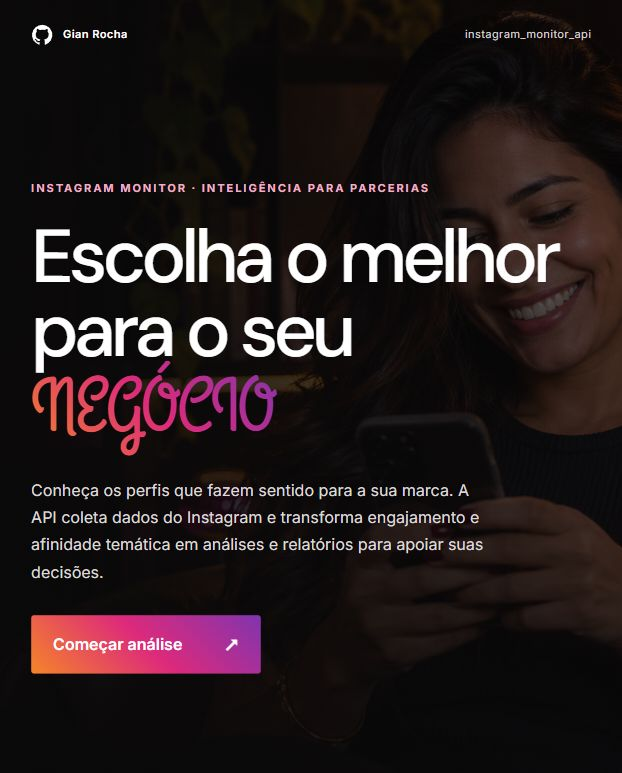 Gian Rocha
instagram_monitor_api
INSTAGRAM MONITOR · INTELIGÊNCIA PARA PARCERIAS
Escolha o melhor
para o seu
NEGÓCIO
Conheça os perfis que fazem sentido para a sua marca. A
API coleta dados do Instagram e transforma engajamento e
afinidade temática em análises e relatórios para apoiar suas
decisões.
Começar análise ↗